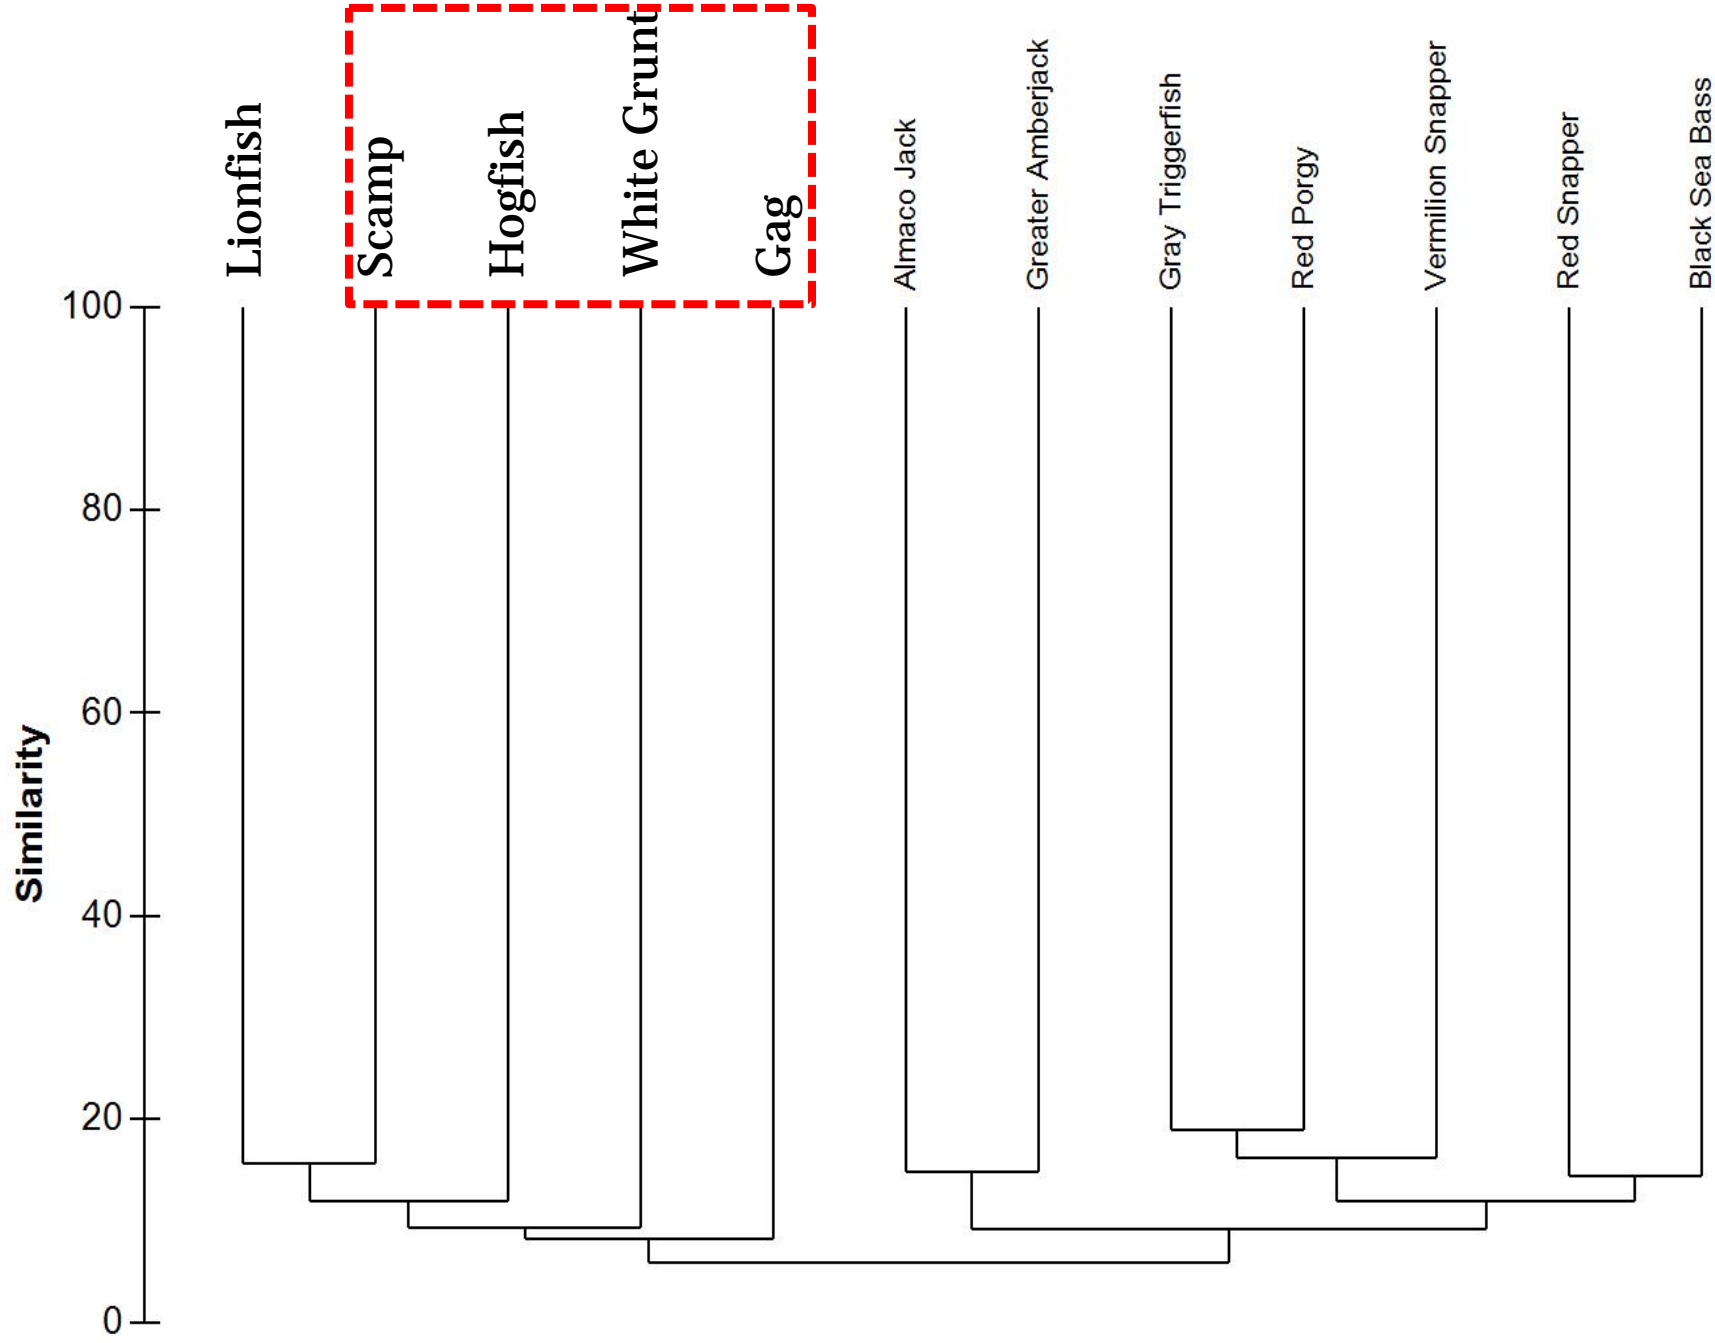 Lionfish
Scamp
Hogfish
White Grunt
Gag
Almaco Jack
Greater Amberjack
Gray Triggerfish
Red Porgy
Vermilion Snapper
Red Snapper
Black Sea Bass
100
80
60
40
20
0
Similarity